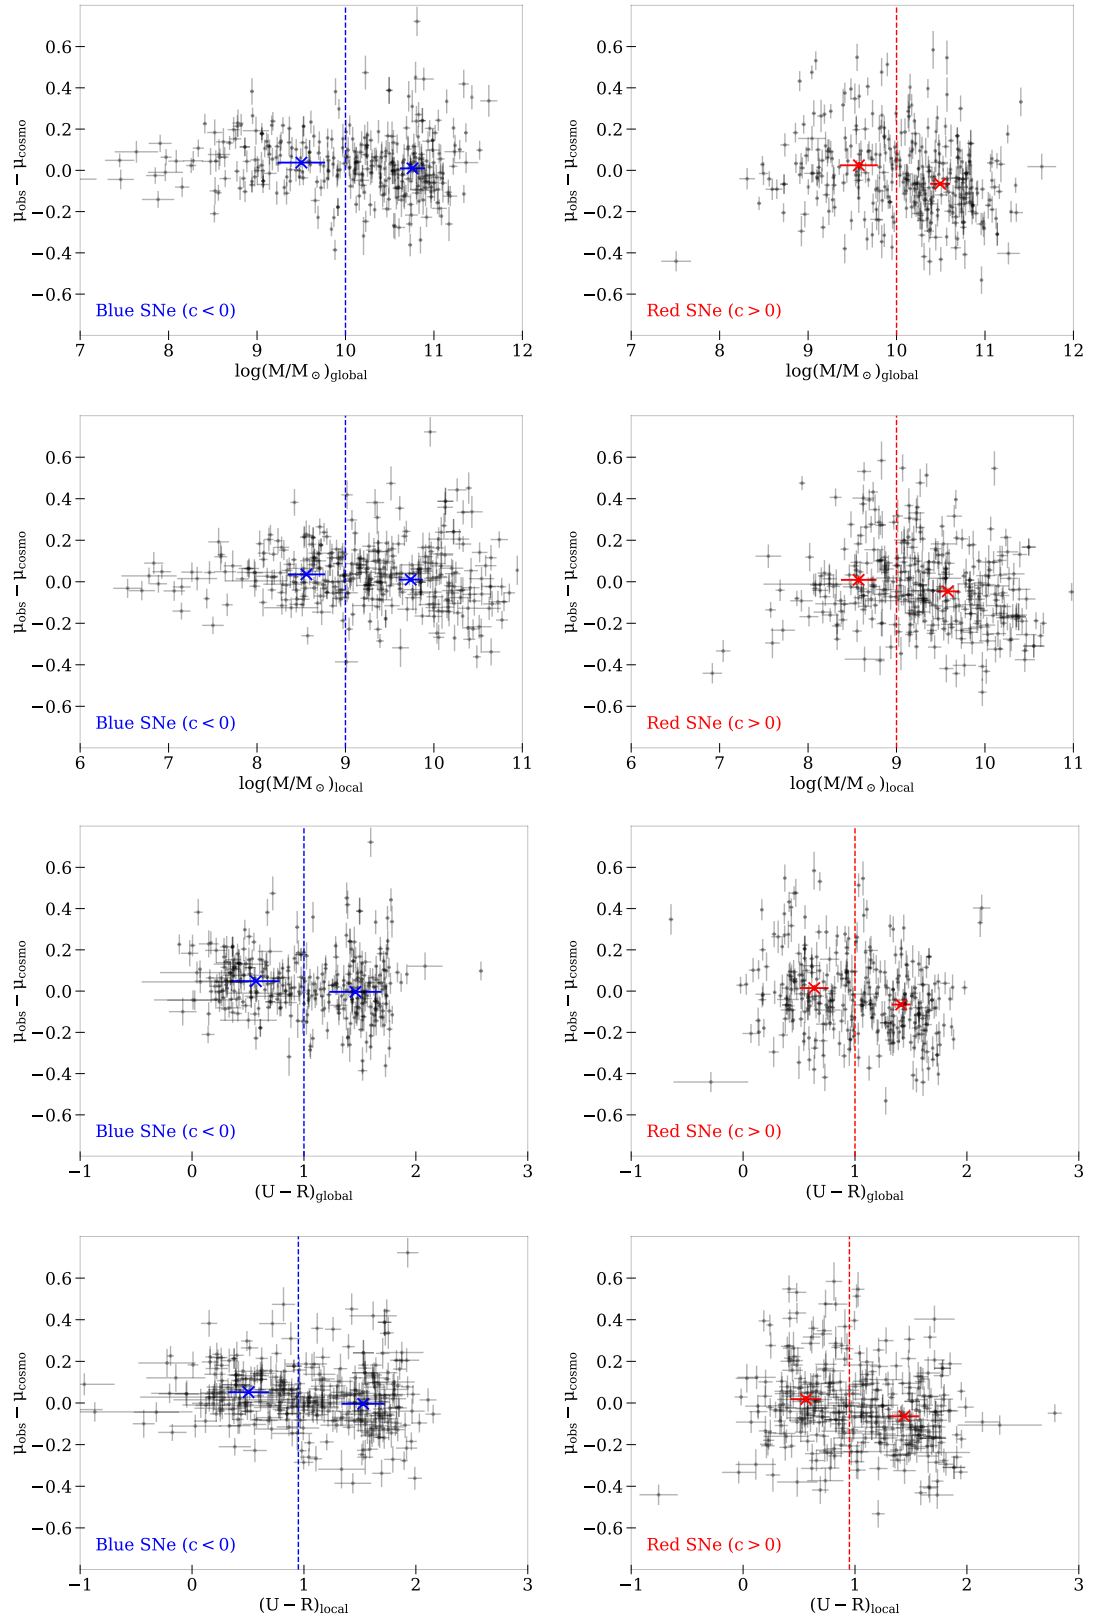 0.6 0.6
0.4 0.4
0.2 0.2
0.0 0.0
−0.2 −0.2
−0.4 −0.4
−0.6 −0.6
μobs − μcosmo μobs − μcosmo
Blue SNe (c < 0) Red SNe (c > 0)
7 8 9 10 11 12 7 8 9 10 11 12
log(M/M⊙)global log(M/M⊙)global
0.6 0.6
0.4 0.4
0.2 0.2
0.0 0.0
−0.2 −0.2
−0.4 −0.4
−0.6 −0.6
μobs − μcosmo μobs − μcosmo
Blue SNe (c < 0) Red SNe (c > 0)
6 7 8 9 10 11 6 7 8 9 10 11
log(M/M⊙)local log(M/M⊙)local
0.6 0.6
0.4 0.4
0.2 0.2
0.0 0.0
−0.2 −0.2
−0.4 −0.4
−0.6 −0.6
μobs − μcosmo μobs − μcosmo
Blue SNe (c < 0) Red SNe (c > 0)
−1 0 1 2 3 −1 0 1 2 3
(U − R)global (U − R)global
0.6 0.6
0.4 0.4
0.2 0.2
0.0 0.0
−0.2 −0.2
−0.4 −0.4
−0.6 −0.6
μobs − μcosmo μobs − μcosmo
Blue SNe (c < 0) Red SNe (c > 0)
−1 0 1 2 3 −1 0 1 2 3
(U − R)local (U − R)local